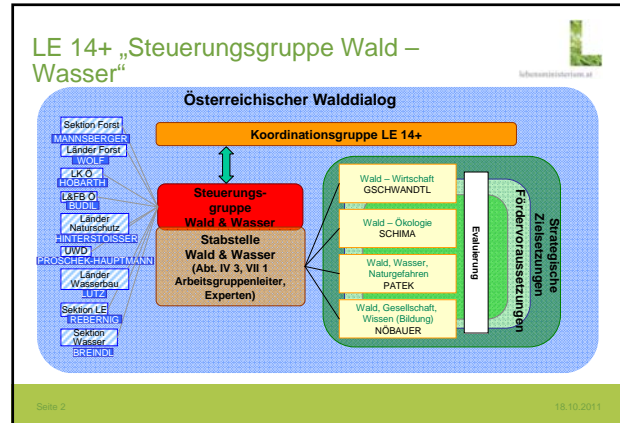 LE 14+ „Steuerungsgruppe Wald –
Wasser“
lebensministerium.at
Österreichischer Walddialog
Koordinationsgruppe LE 14+
Sektion Forst
MANNSBERGER
Länder Forst
WOLF
LK Ö
HOBARTH
L&FB Ö
BUDIL
Länder
Naturschutz
HINTERSTOISSER
UWD
PROSCHEK-HAUPTMANN
Länder
Wasserbau
LUTZ
Sektion LE
REBERNIG
Sektion
Wasser
BREINDL
Steuerungs-
gruppe
Wald & Wasser
Stabstelle
Wald & Wasser
(Abt. IV 3, VII 1
Arbeitsgruppenleiter,
Experten)
Wald – Wirtschaft
GSCHWANDTL
Wald – Ökologie
SCHIMA
Wald, Wasser,
Naturgefahren
PATEK
Wald, Gesellschaft,
Wissen (Bildung)
NÖBAUER
Evaluierung
Fördervoraussetzungen
Strategische
Zielsetzungen
Seite 2
18.10.2011